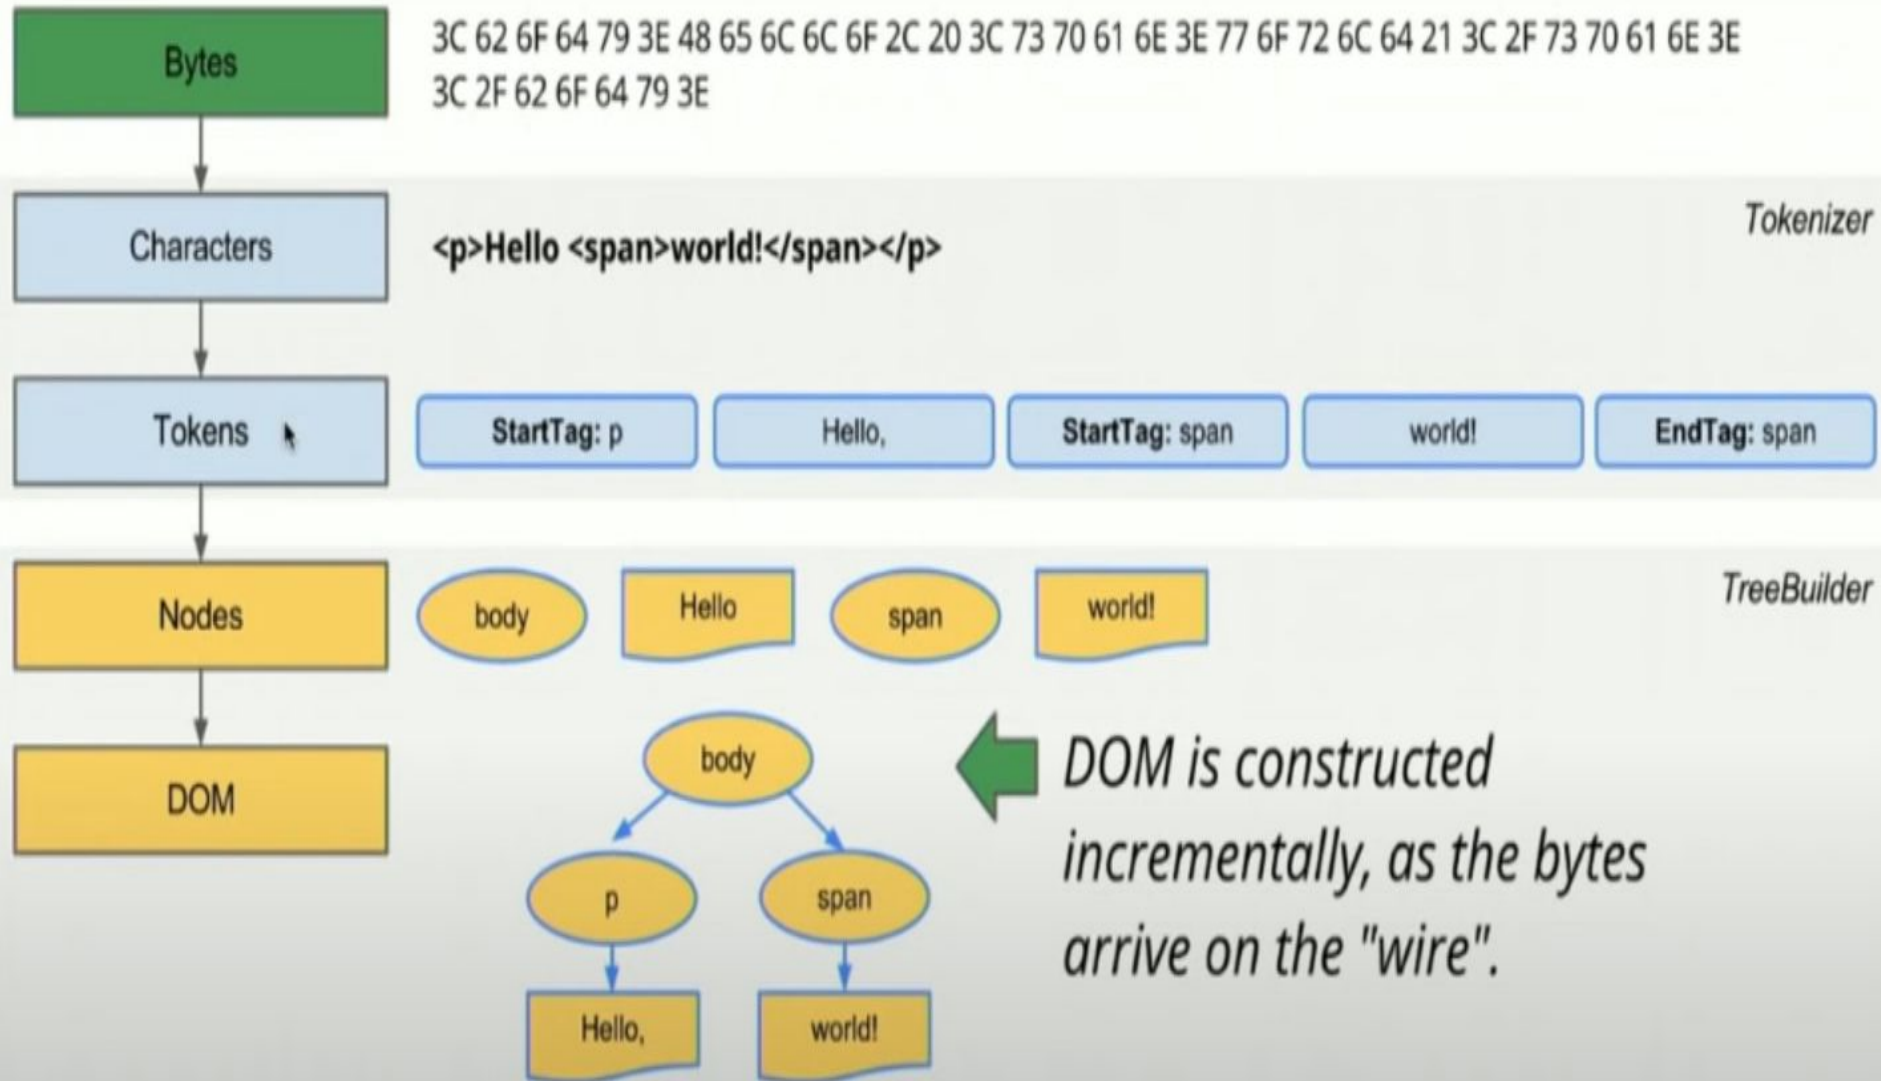 Bytes
3C 62 6F 64 79 3E 48 65 6C 6C 6F 2C 20 3C 73 70 61 6E 3E 77 6F 72 6C 64 21 3C 2F 73 70 61 6E 3E
3C 2F 62 6F 64 79 3E
Tokenizer
Characters
<p>Hello <span>world!</span></p>
Tokens
StartTag: p
Hello,
StartTag: span
world!
EndTag: span
TreeBuilder
Nodes
body
Hello
span
world!
DOM
body
p
span
Hello,
world!
DOM is constructed
incrementally, as the bytes
arrive on the "wire".